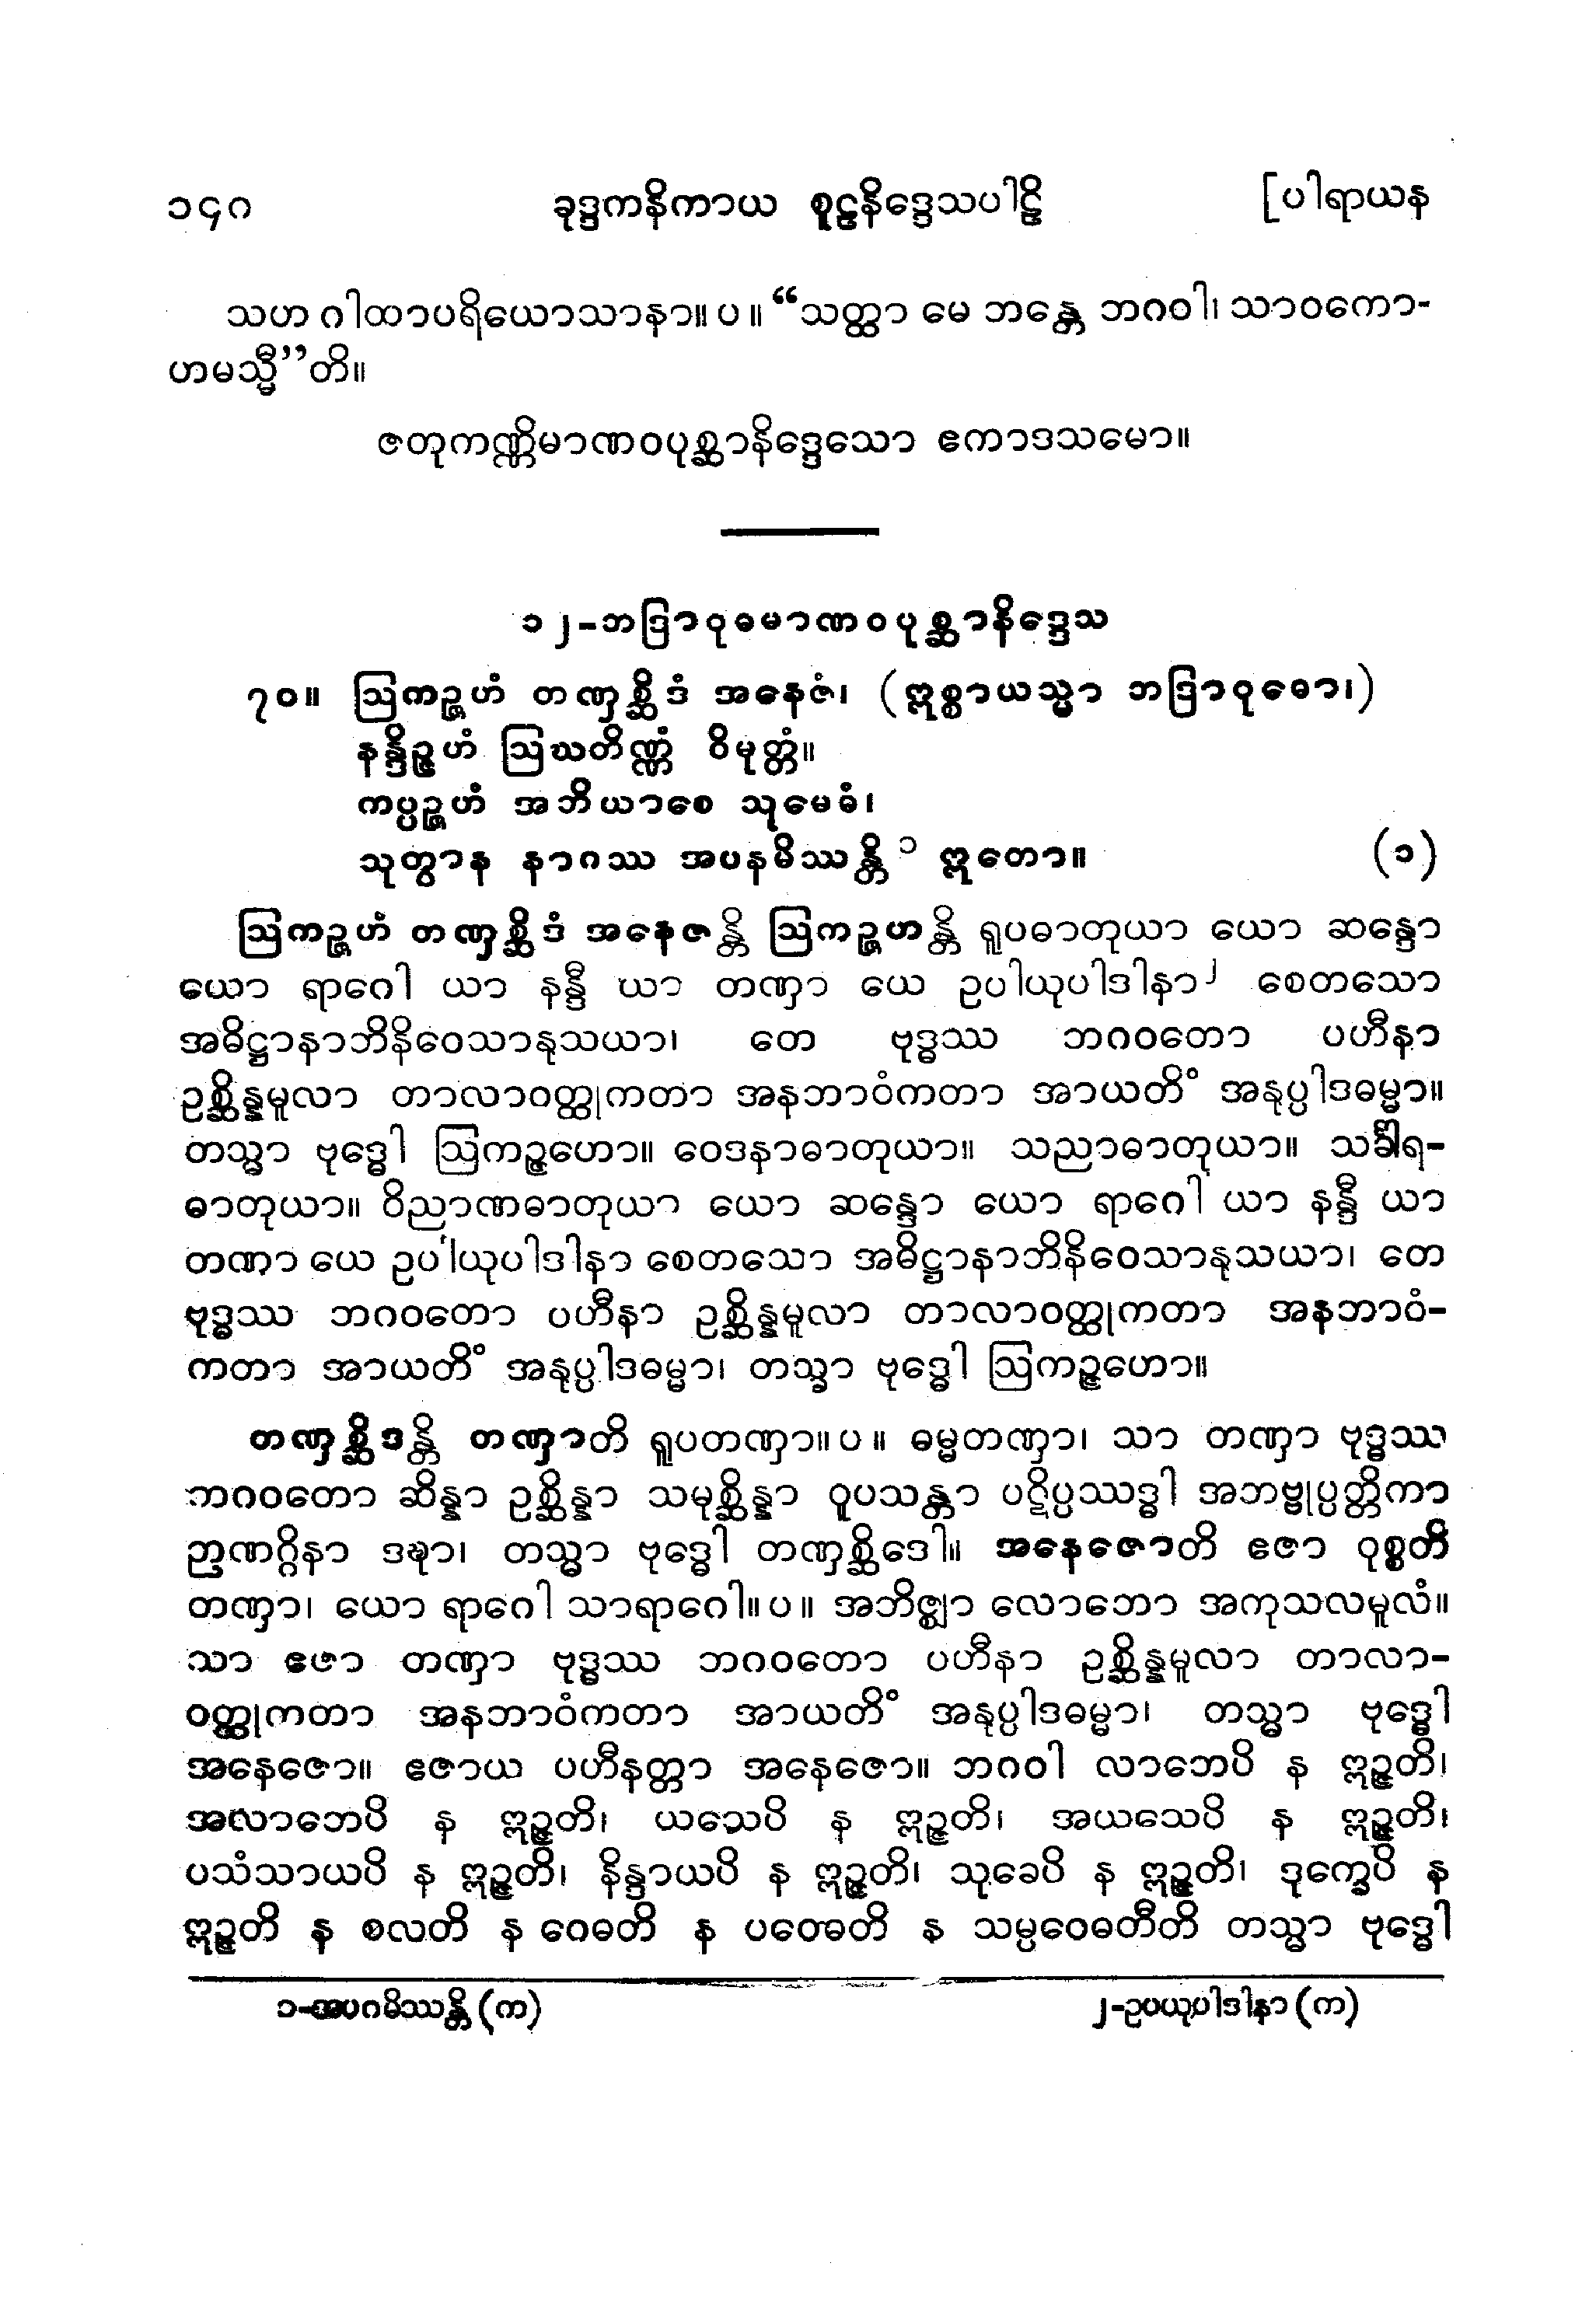 ၁၄၈ ခုဒ္ဒကနိကာယ စူဠနိဒ္ဒေသပါဠိ [ပါရာယန
သဟ ဂါထာပရိယောသာနာ။ ပ ။ “သတ္ထာ မေ ဘန္တေ ဘဂဝါ၊ သာဝကော-
ဟမသ္မီ”တိ။
ဇတုကဏ္ဏိမာဏဝပုစ္ဆာနိဒ္ဒေသော ဧကာဒသမော။
၁၂-ဘဒြာဝုဓမာဏဝပုစ္ဆာနိဒ္ဒေသ
၇၀။ ဩကဉ္ဇဟံ တဏှစ္ဆိဒံ အနေဇံ၊ (ဣစ္စာယသ္မာ ဘဒြာဝုဓော၊)
နန္ဒိဉ္ဇဟံ ဩဃတိဏ္ဏံ ဝိမုတ္တံ။
ကပ္ပဉ္ဇဟံ အဘိယာစေ သုမေဓံ၊
သုတွာန နာဂဿ အပနမိဿန္တိ ၁ ဣတော။ (၁)
ဩကဉ္ဇဟံ တဏှစ္ဆိဒံ အနေဇန္တိ ဩကဉ္ဇဟန္တိ ရူပဓာတုယာ ယော ဆန္ဒော
ယော ရာဂေါ ယာ နန္ဒီ ယာ တဏှာ ယေ ဥပါယုပါဒါနာ၂ စေတသော
အဓိဋ္ဌာနာဘိနိဝေသာနုသယာ၊ တေ ဗုဒ္ဓဿ ဘဂဝတော ပဟီနာ
ဥစ္ဆိန္နမူလာ တာလာဝတ္ထုကတာ အနဘာဝံကတာ အာယတိံ အနုပ္ပါဒဓမ္မာ။
တသ္မာ ဗုဒ္ဓေါ ဩကဉ္ဇဟော။ ဝေဒနာဓာတုယာ။ သညာဓာတုယာ။ သင်္ခါရ-
ဓာတုယာ။ ဝိညာဏဓာတုယာ ယော ဆန္ဒော ယော ရာဂေါ ယာ နန္ဒီ ယာ
တဏှာ ယေ ဥပါယုပါဒါနာ စေတသော အဓိဋ္ဌာနာဘိနိဝေသာနုသယာ၊ တေ
ဗုဒ္ဓဿ ဘဂဝတော ပဟီနာ ဥစ္ဆိန္နမူလာ တာလာဝတ္ထုကတာ အနဘာဝံ-
ကတာ အာယတိံ အနုပ္ပါဒဓမ္မာ၊ တသ္မာ ဗုဒ္ဓေါ ဩကဉ္ဇဟော။
တဏှစ္ဆိဒန္တိ တဏှာတိ ရူပတဏှာ။ ပ ။ ဓမ္မတဏှာ၊ သာ တဏှာ ဗုဒ္ဓဿ
ဘဂဝတော ဆိန္နာ ဥစ္ဆိန္နာ သမုစ္ဆိန္နာ ဝူပသန္တာ ပဋိပ္ပဿဒ္ဓါ အဘဗ္ဗုပ္ပတ္တိကာ
ဉာဏဂ္ဂိနာ ဒဍ္ဎာ၊ တသ္မာ ဗုဒ္ဓေါ တဏှစ္ဆိဒေါ။ အနေဇောတိ ဧဇာ ဝုစ္စတိ
တဏှာ၊ ယော ရာဂေါ သာရာဂေါ။ ပ ။ အဘိဇ္ဈာ လောဘော အကုသလမူလံ။
သာ ဧဇာ တဏှာ ဗုဒ္ဓဿ ဘဂဝတော ပဟီနာ ဥစ္ဆိန္နမူလာ တာလာ-
ဝတ္ထုကတာ အနဘာဝံကတာ အာယတိံ အနုပ္ပါဒဓမ္မာ၊ တသ္မာ ဗုဒ္ဓေါ
အနေဇော။ ဧဇာယ ပဟီနတ္တာ အနေဇော။ ဘဂဝါ လာဘေပိ န ဣဉ္ဇတိ၊
အလာဘေပိ န ဣဉ္ဇတိ၊ ယသေပိ န ဣဉ္ဇတိ၊ အယသေပိ န ဣဉ္ဇတိ၊
ပသံသာယပိ န ဣဉ္ဇတိ၊ နိန္ဒာယပိ န ဣဉ္ဇတိ၊ သုခေပိ န ဣဉ္ဇတိ၊ ဒုက္ခေပိ န
ဣဉ္ဇတိ န စလတိ န ဝေဓတိ န ပဝေဓတိ န သမ္ပဝေဓတီတိ တသ္မာ ဗုဒ္ဓေါ
၁-အပဂမိဿန္တိ (က) ၂-ဥပယုပါဒါနာ (က)